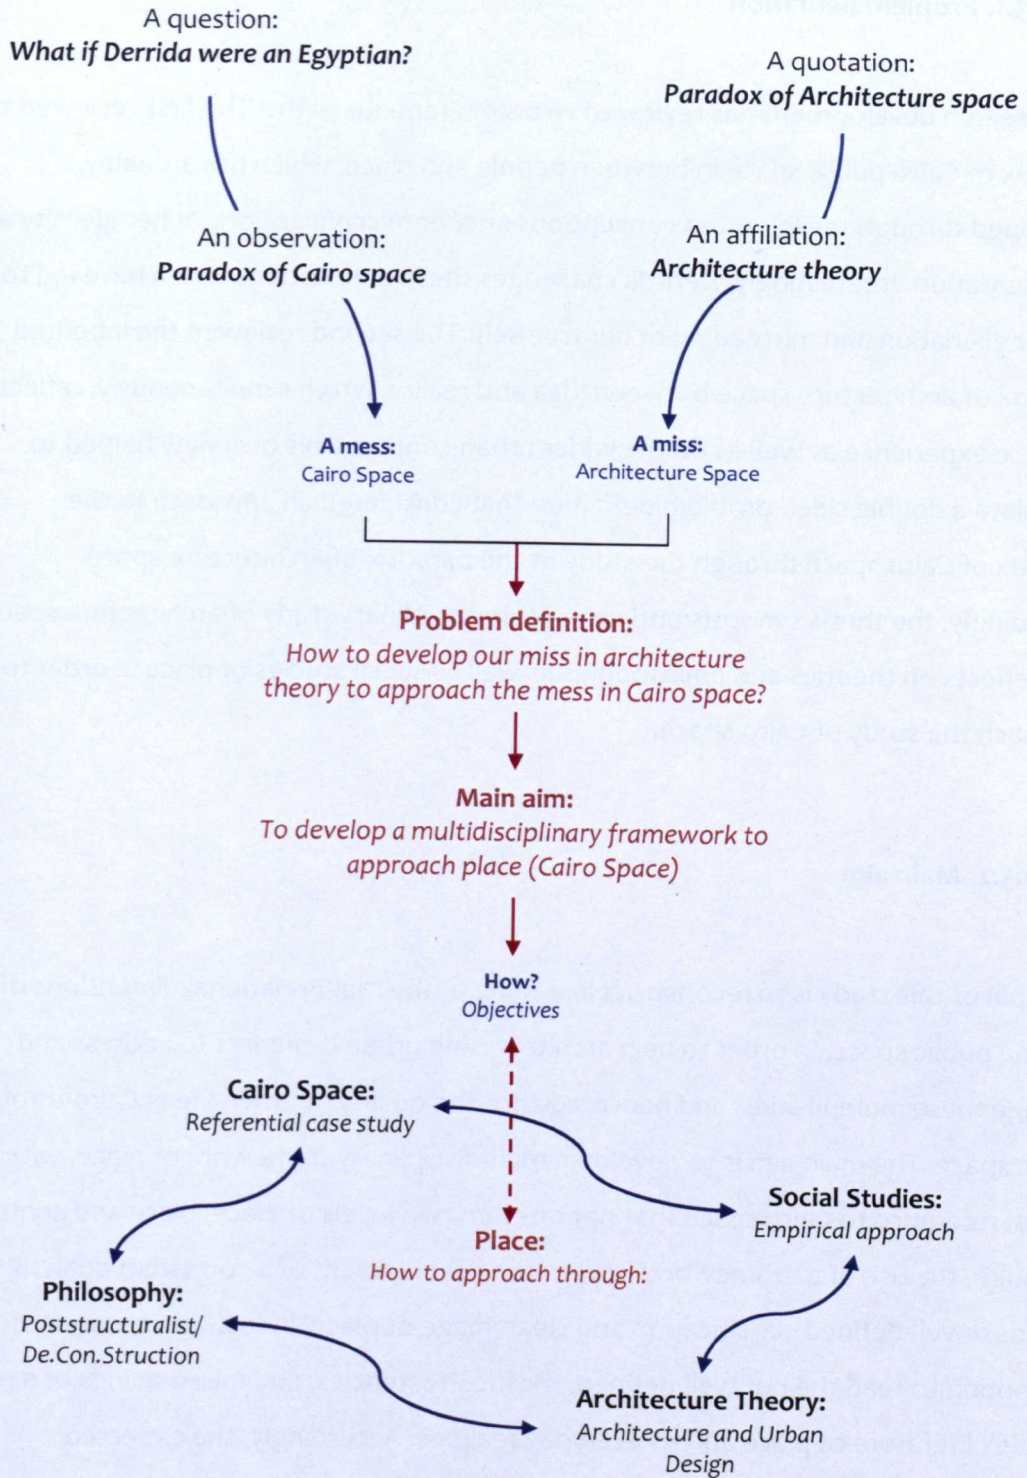 A question:
What if Derrida were an Egyptian?
A quotation:
Paradox of Architecture space
An observation:
Paradox of Cairo space
An affiliation:
Architecture theory
A mess:
Cairo Space
A miss:
Architecture Space
Problem definition:
How to develop our miss in architecture
theory to approach the mess in Cairo space?
Main aim:
To develop a multidisciplinary framework to
approach place (Cairo Space)
How?
Objectives
Cairo Space:
Referential case study
Social Studies:
Empirical approach
Place:
How to approach through:
Philosophy:
Poststructuralist/
De.Con.Struction
Architecture Theory:
Architecture and Urban
Design